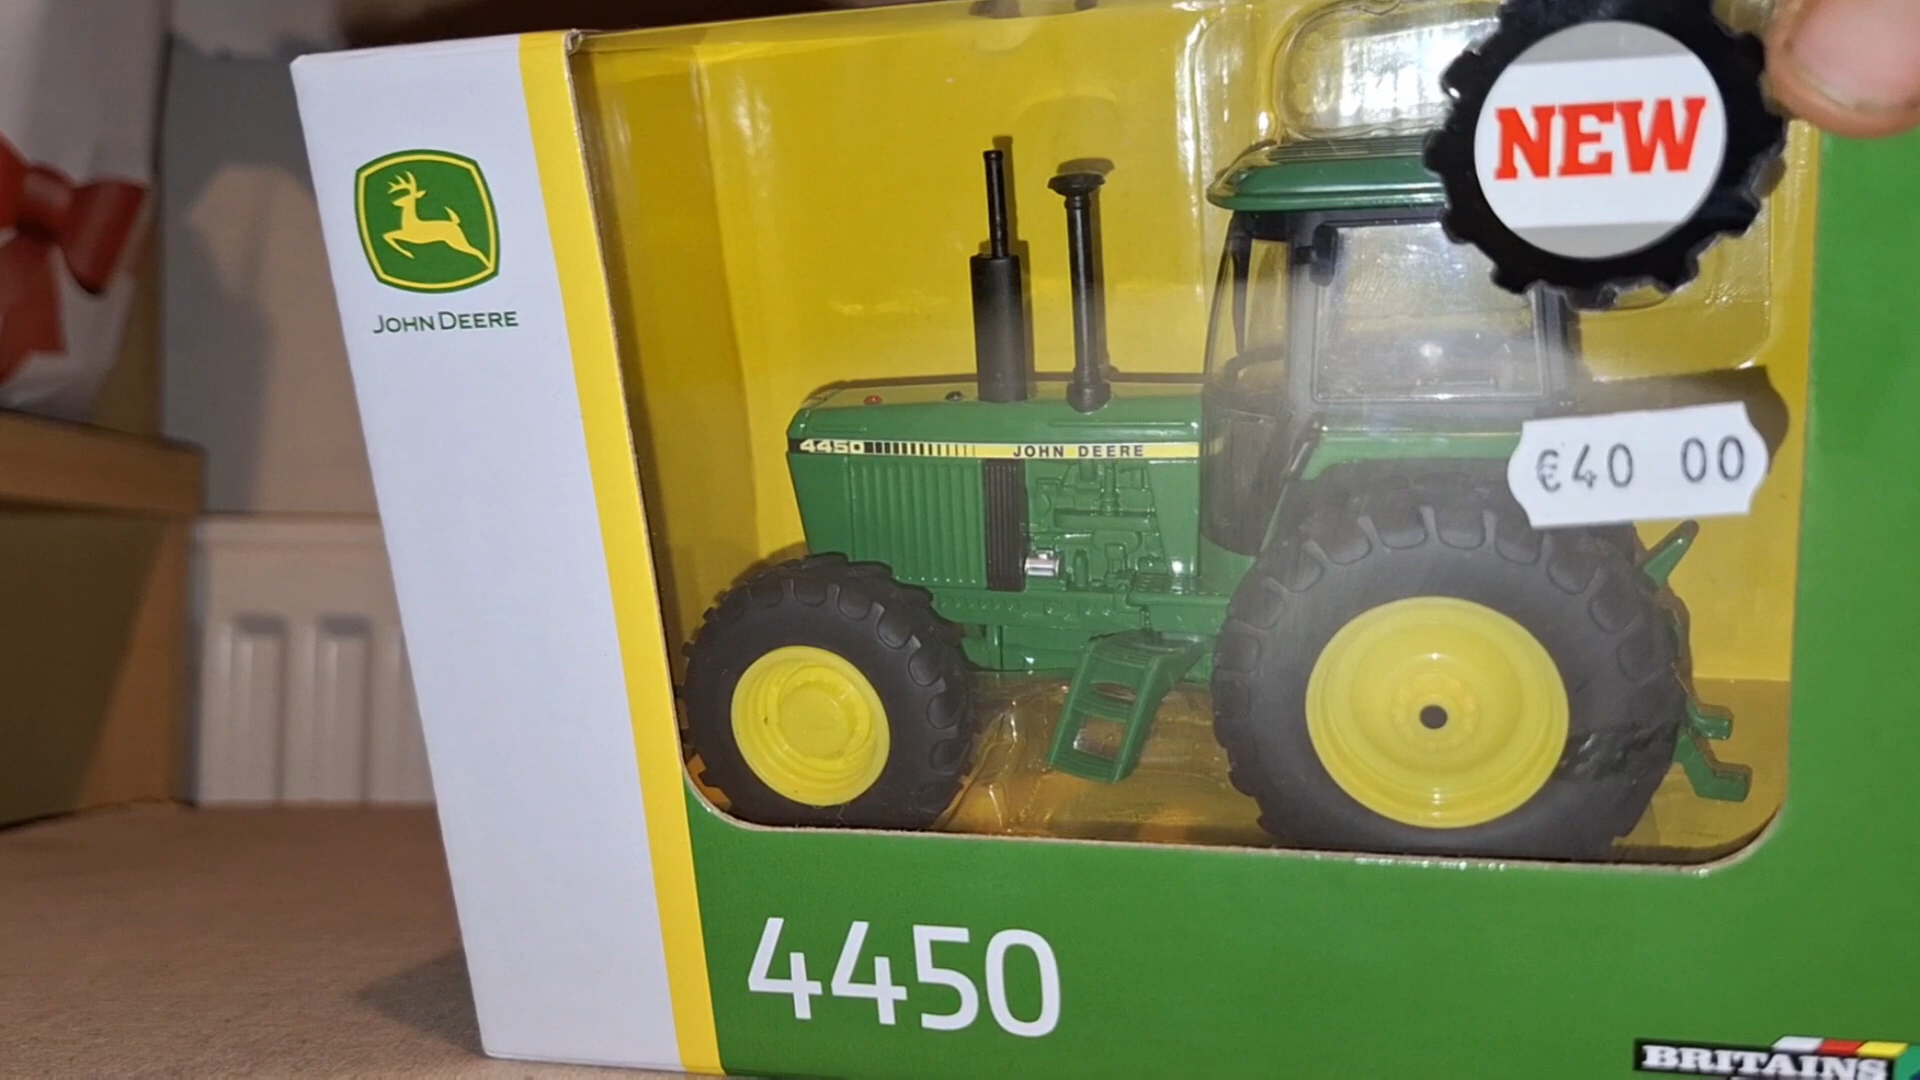 NEW
JOHN DEERE
4450 JOHN DEERE
€40 00
4450
BRITAINS